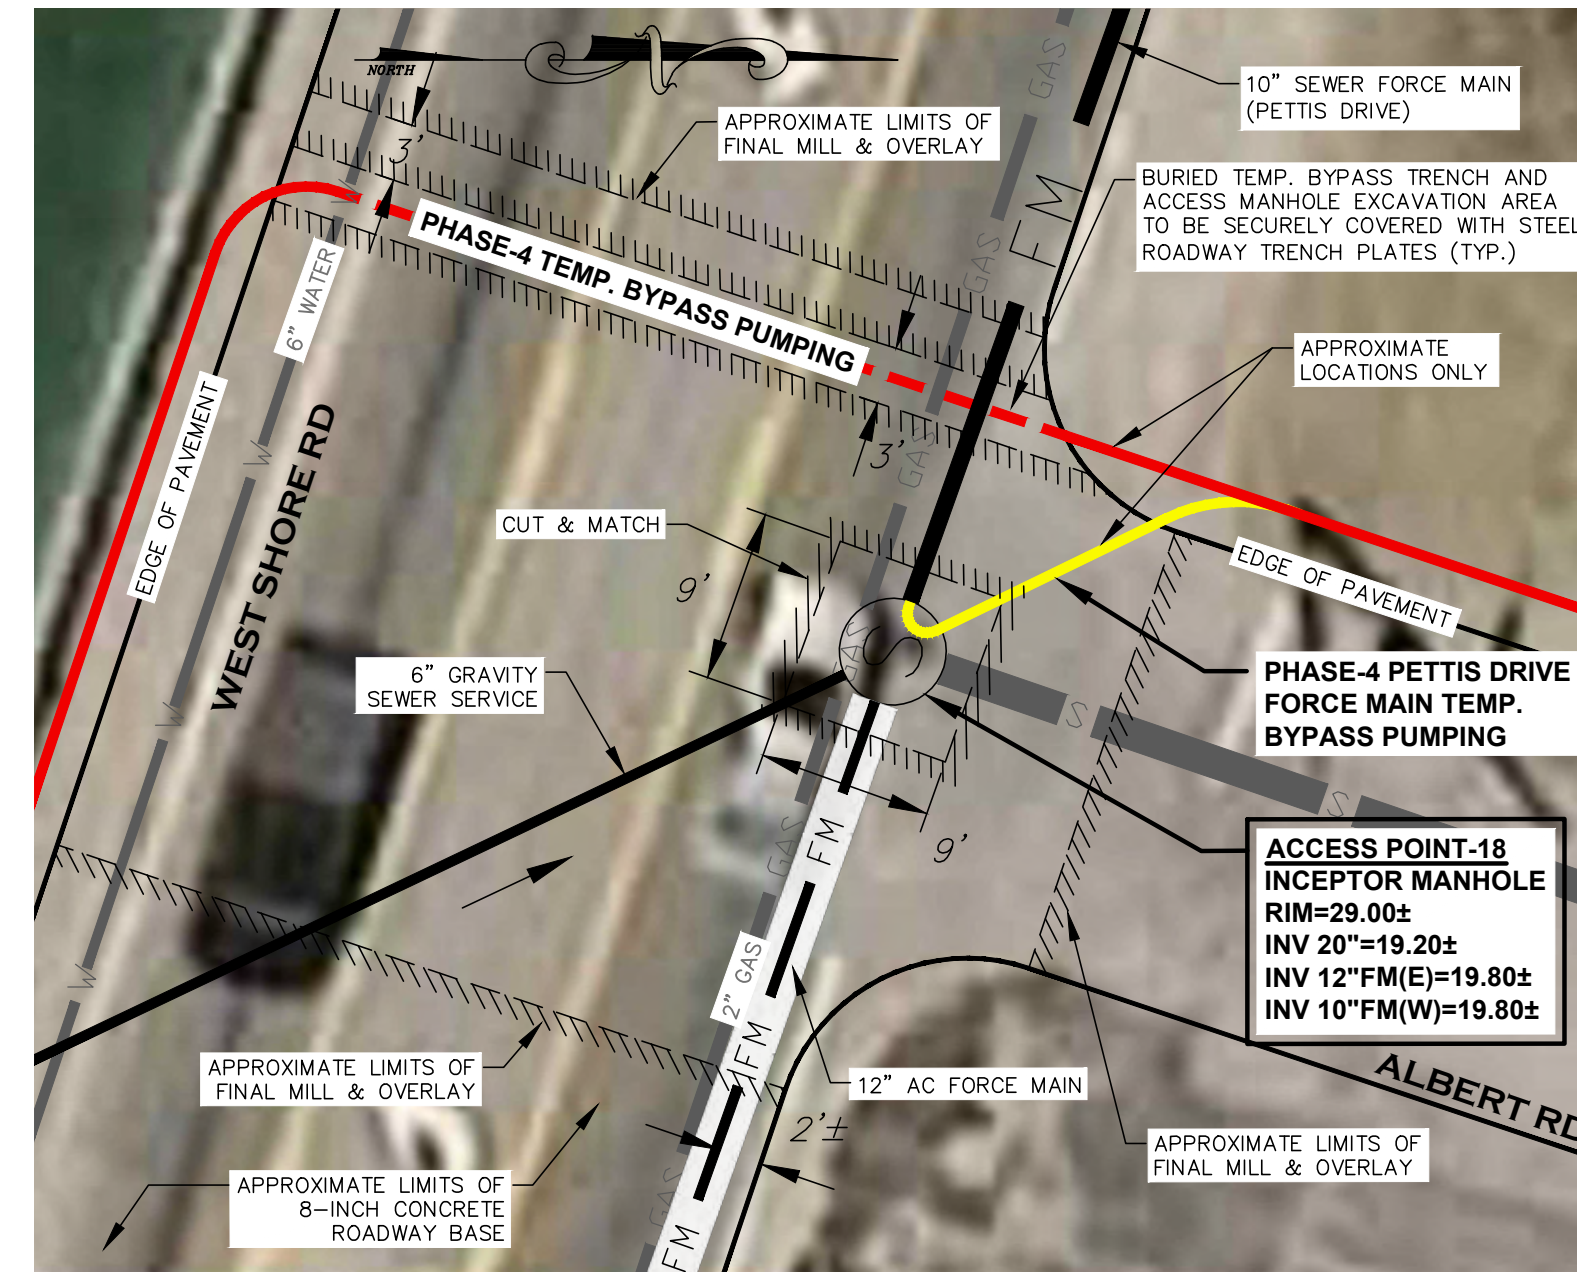 NORTH
10" SEWER FORCE MAIN
(PETTIS DRIVE)
APPROXIMATE LIMITS OF
FINAL MILL & OVERLAY
GAS
FM
3'
W
BURIED TEMP. BYPASS TRENCH AND
ACCESS MANHOLE EXCAVATION AREA
TO BE SECURELY COVERED WITH STEEL
ROADWAY TRENCH PLATES (TYP.)
PHASE-4 TEMP. BYPASS PUMPING
GAS
6" WATER
APPROXIMATE
LOCATIONS ONLY
EDGE OF PAVEMENT
WEST SHORE RD
W
3'
GAS
CUT & MATCH
9'
EDGE OF PAVEMENT
6" GRAVITY
SEWER SERVICE
GAS
S
PHASE-4 PETTIS DRIVE
FORCE MAIN TEMP.
BYPASS PUMPING
W
S
S
9'
GAS
FM
ACCESS POINT-18
INCEPTOR MANHOLE
RIM=29.00±
INV 20"=19.20±
INV 12"FM(E)=19.80±
INV 10"FM(W)=19.80±
W
2" GAS
FM
APPROXIMATE LIMITS OF
FINAL MILL & OVERLAY
12" AC FORCE MAIN
ALBERT RD
2'±
APPROXIMATE LIMITS OF
FINAL MILL & OVERLAY
APPROXIMATE LIMITS OF
8-INCH CONCRETE
ROADWAY BASE
GAS
FM